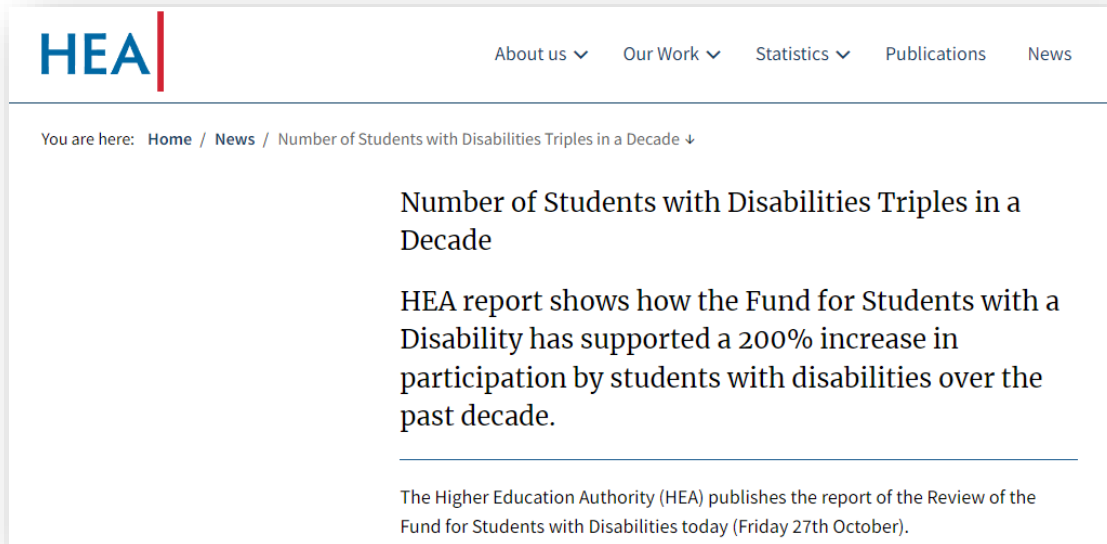 HEA
About us Our Work Statistics Publications News
You are here: Home / News / Number of Students with Disabilities Triples in a Decade ↓
Number of Students with Disabilities Triples in a
Decade
HEA report shows how the Fund for Students with a
Disability has supported a 200% increase in
participation by students with disabilities over the
past decade.
The Higher Education Authority (HEA) publishes the report of the Review of the
Fund for Students with Disabilities today (Friday 27th October).